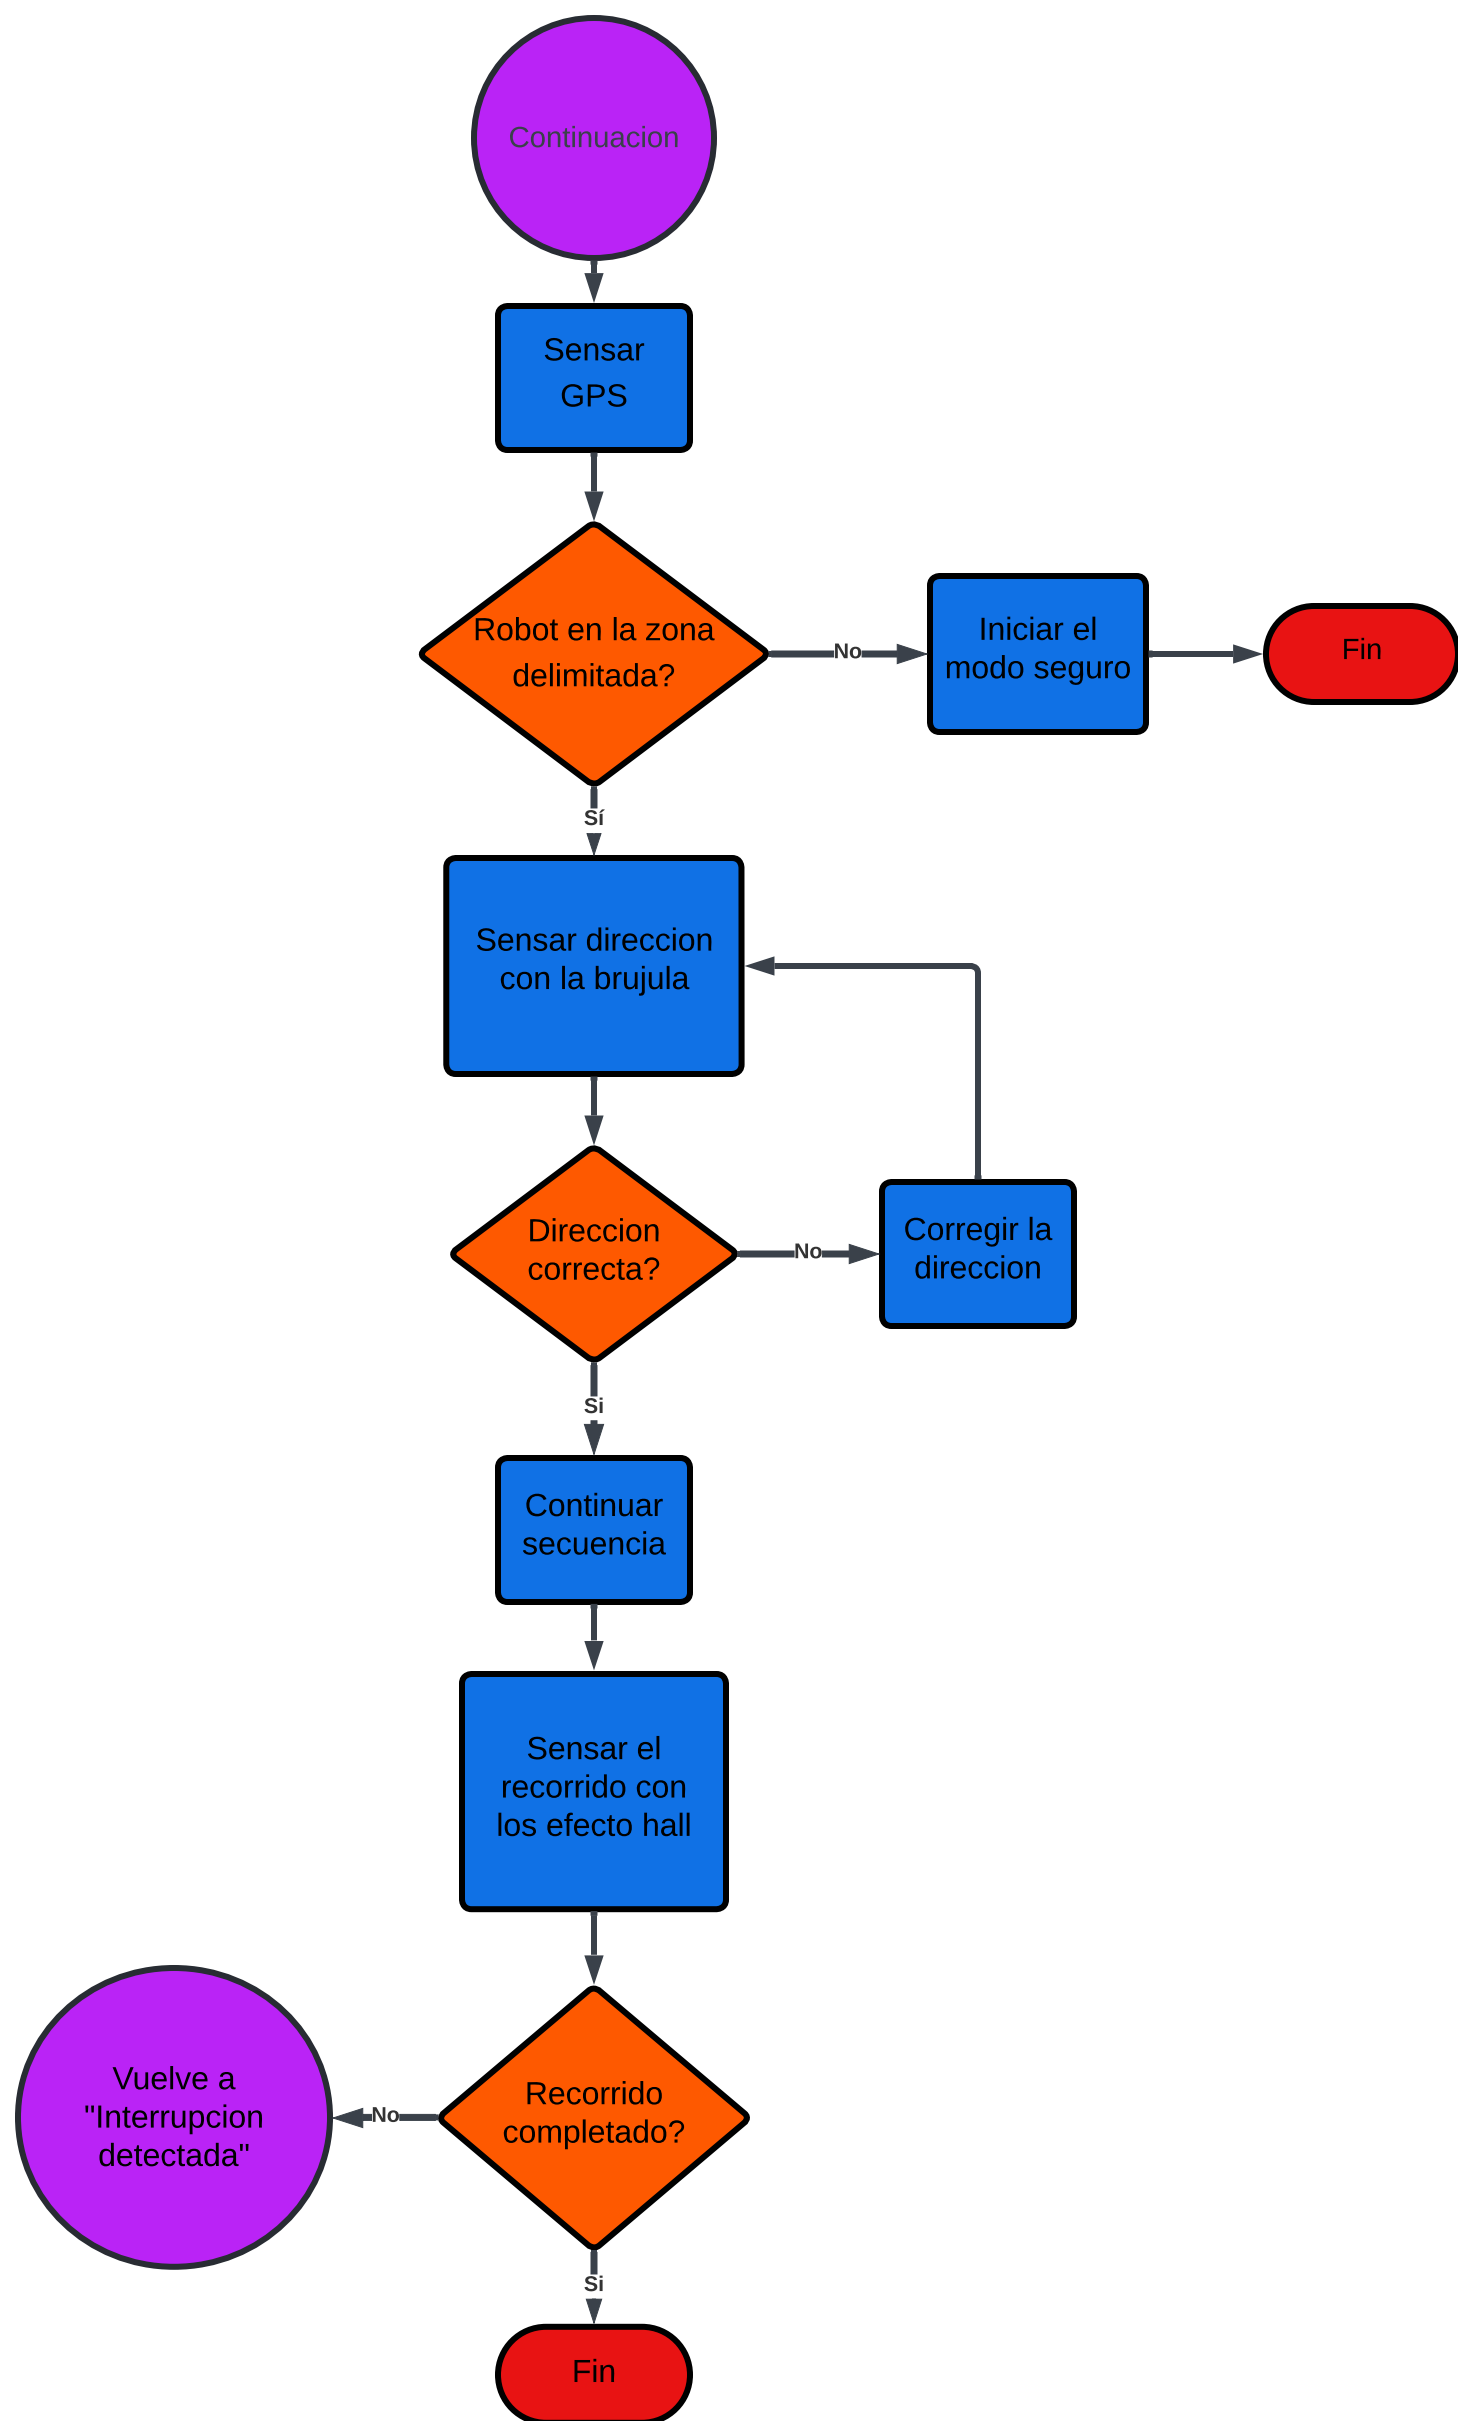 Continuacion
Sensar
GPS
Robot en la zona
delimitada?
No
Iniciar el
modo seguro
Fin
Sí
Sensar direccion
con la brujula
Direccion
correcta?
No
Corregir la
direccion
Si
Continuar
secuencia
Sensar el
recorrido con
los efecto hall
Recorrido
completado?
No
Vuelve a
"Interrupcion
detectada"
Si
Fin